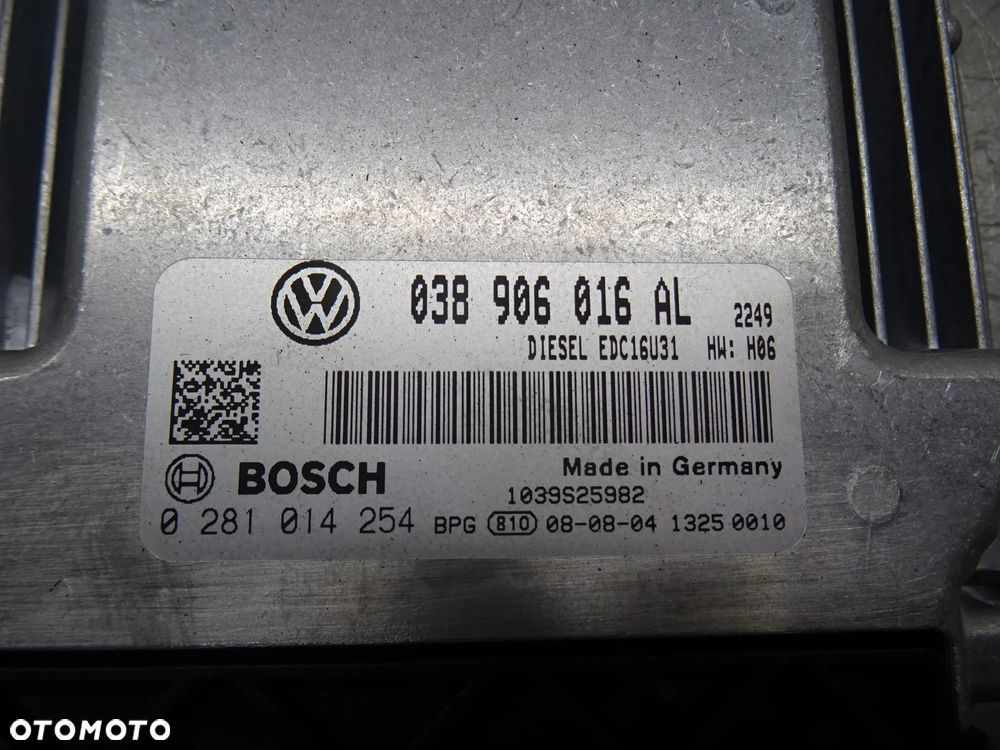 038 906 016 AL 2249
DIESEL EDC16U31 HW: H06
BOSCH
Made in Germany
1039S25982
0 281 014 254 BPG 810 08-08-04 1325 0010
OTOMOTO